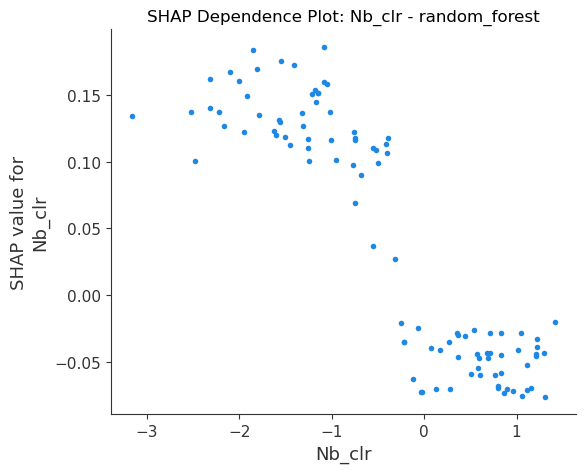 SHAP Dependence Plot: Nb_clr - random_forest
SHAP value for
Nb_clr
0.15
0.10
0.05
0.00
−0.05
−3
−2
−1
0
1
Nb_clr